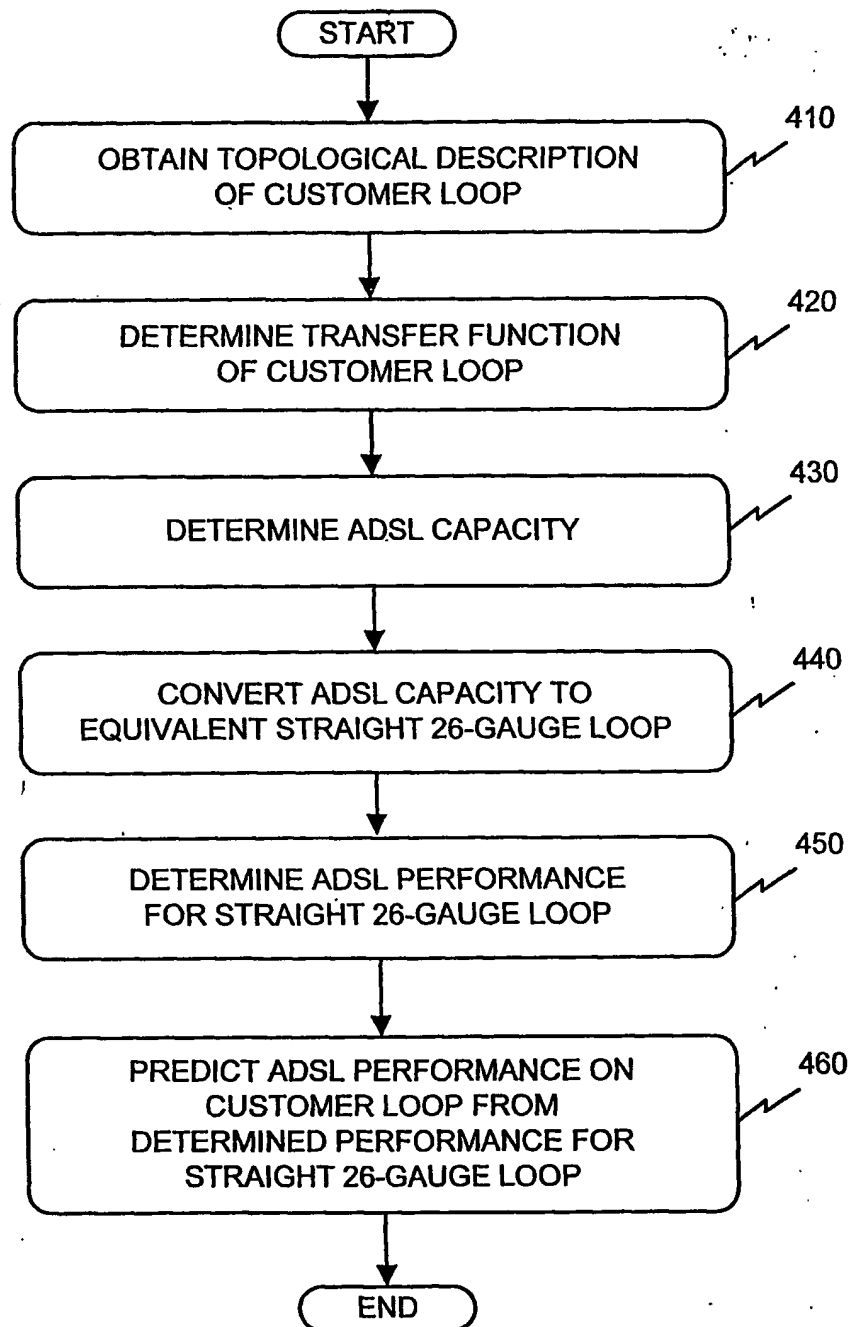 START
410
OBTAIN TOPOLOGICAL DESCRIPTION
OF CUSTOMER LOOP
420
DETERMINE TRANSFER FUNCTION
OF CUSTOMER LOOP
430
DETERMINE ADSL CAPACITY
440
CONVERT ADSL CAPACITY TO
EQUIVALENT STRAIGHT 26-GAUGE LOOP
450
DETERMINE ADSL PERFORMANCE
FOR STRAIGHT 26-GAUGE LOOP
460
PREDICT ADSL PERFORMANCE ON
CUSTOMER LOOP FROM
DETERMINED PERFORMANCE FOR
STRAIGHT 26-GAUGE LOOP
END